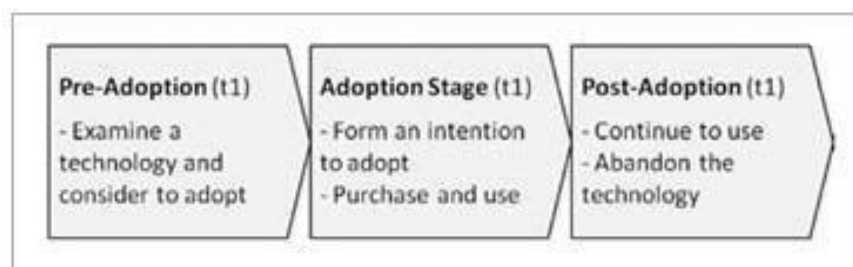 Pre-Adoption (t1)
- Examine a
technology and
consider to adopt
Adoption Stage (t1)
- Form an intention
to adopt
- Purchase and use
Post-Adoption (t1)
- Continue to use
- Abandon the
technology